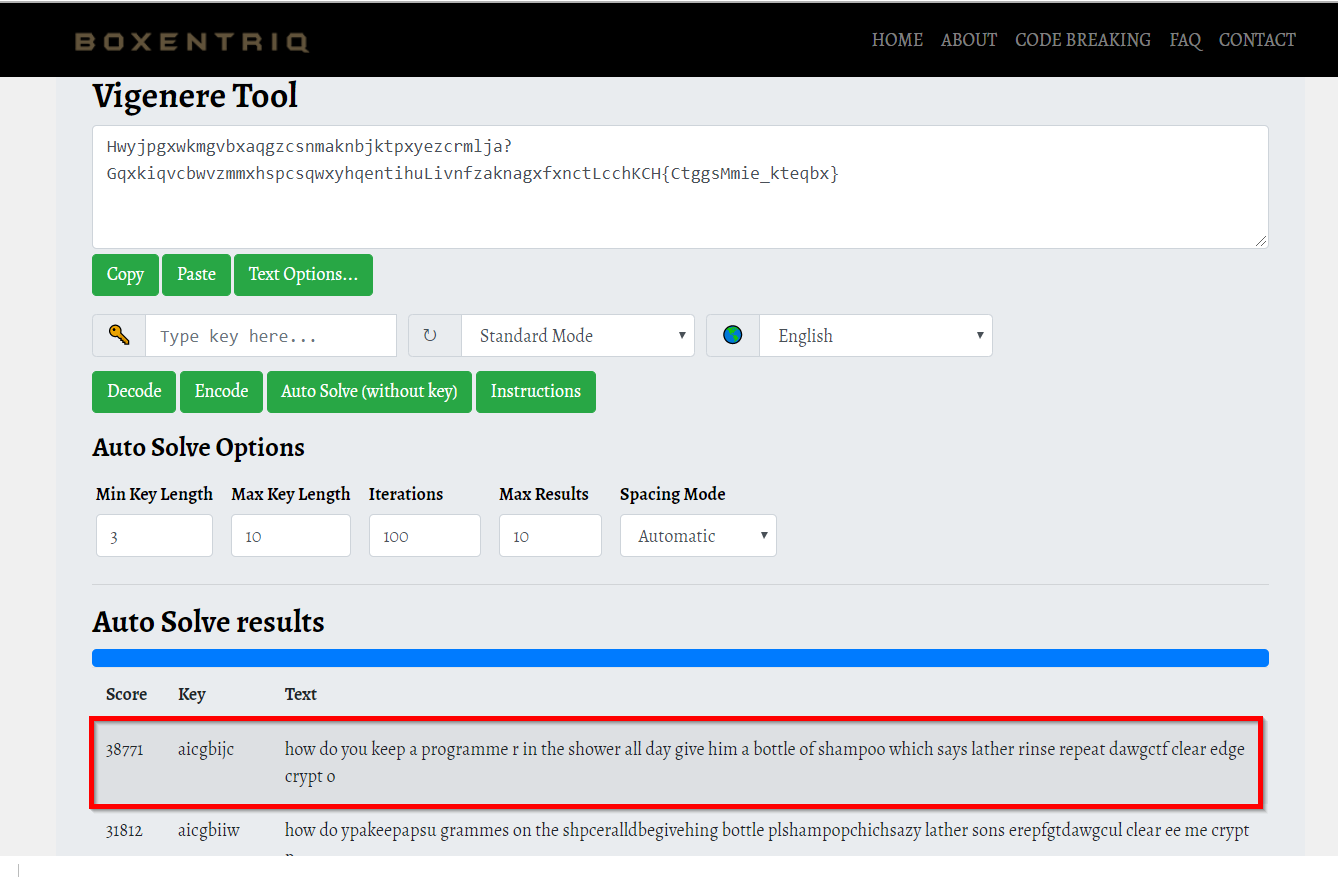 BOXENTRIQ
HOME ABOUT CODE BREAKING FAQ CONTACT
Vigenere Tool
Hwyjpgxwkmgvbxaqgzcsnmaknbjktpxyezcrmlja?
GqxkiqvcbwvzmmxhspcsqwxyhqentihuLivnfzaknagxfxnctLcchKCH{CtggsMmie_kteqbx}
Copy Paste Text Options...
Type key here... Standard Mode English
Decode Encode Auto Solve (without key) Instructions
Auto Solve Options
Min Key Length Max Key Length Iterations Max Results Spacing Mode
3 10 100 10 Automatic
Auto Solve results
Score Key Text
38771 aicgbijc how do you keep a programme r in the shower all day give him a bottle of shampoo which says lather rinse repeat dawgctf clear edge
crypt o
31812 aicgbiiw how do ypakeepapsu grammes on the shpceralldbegivehing bottle plshampopchichsazy lather sons erepfgtdawgcul clear ee me crypt